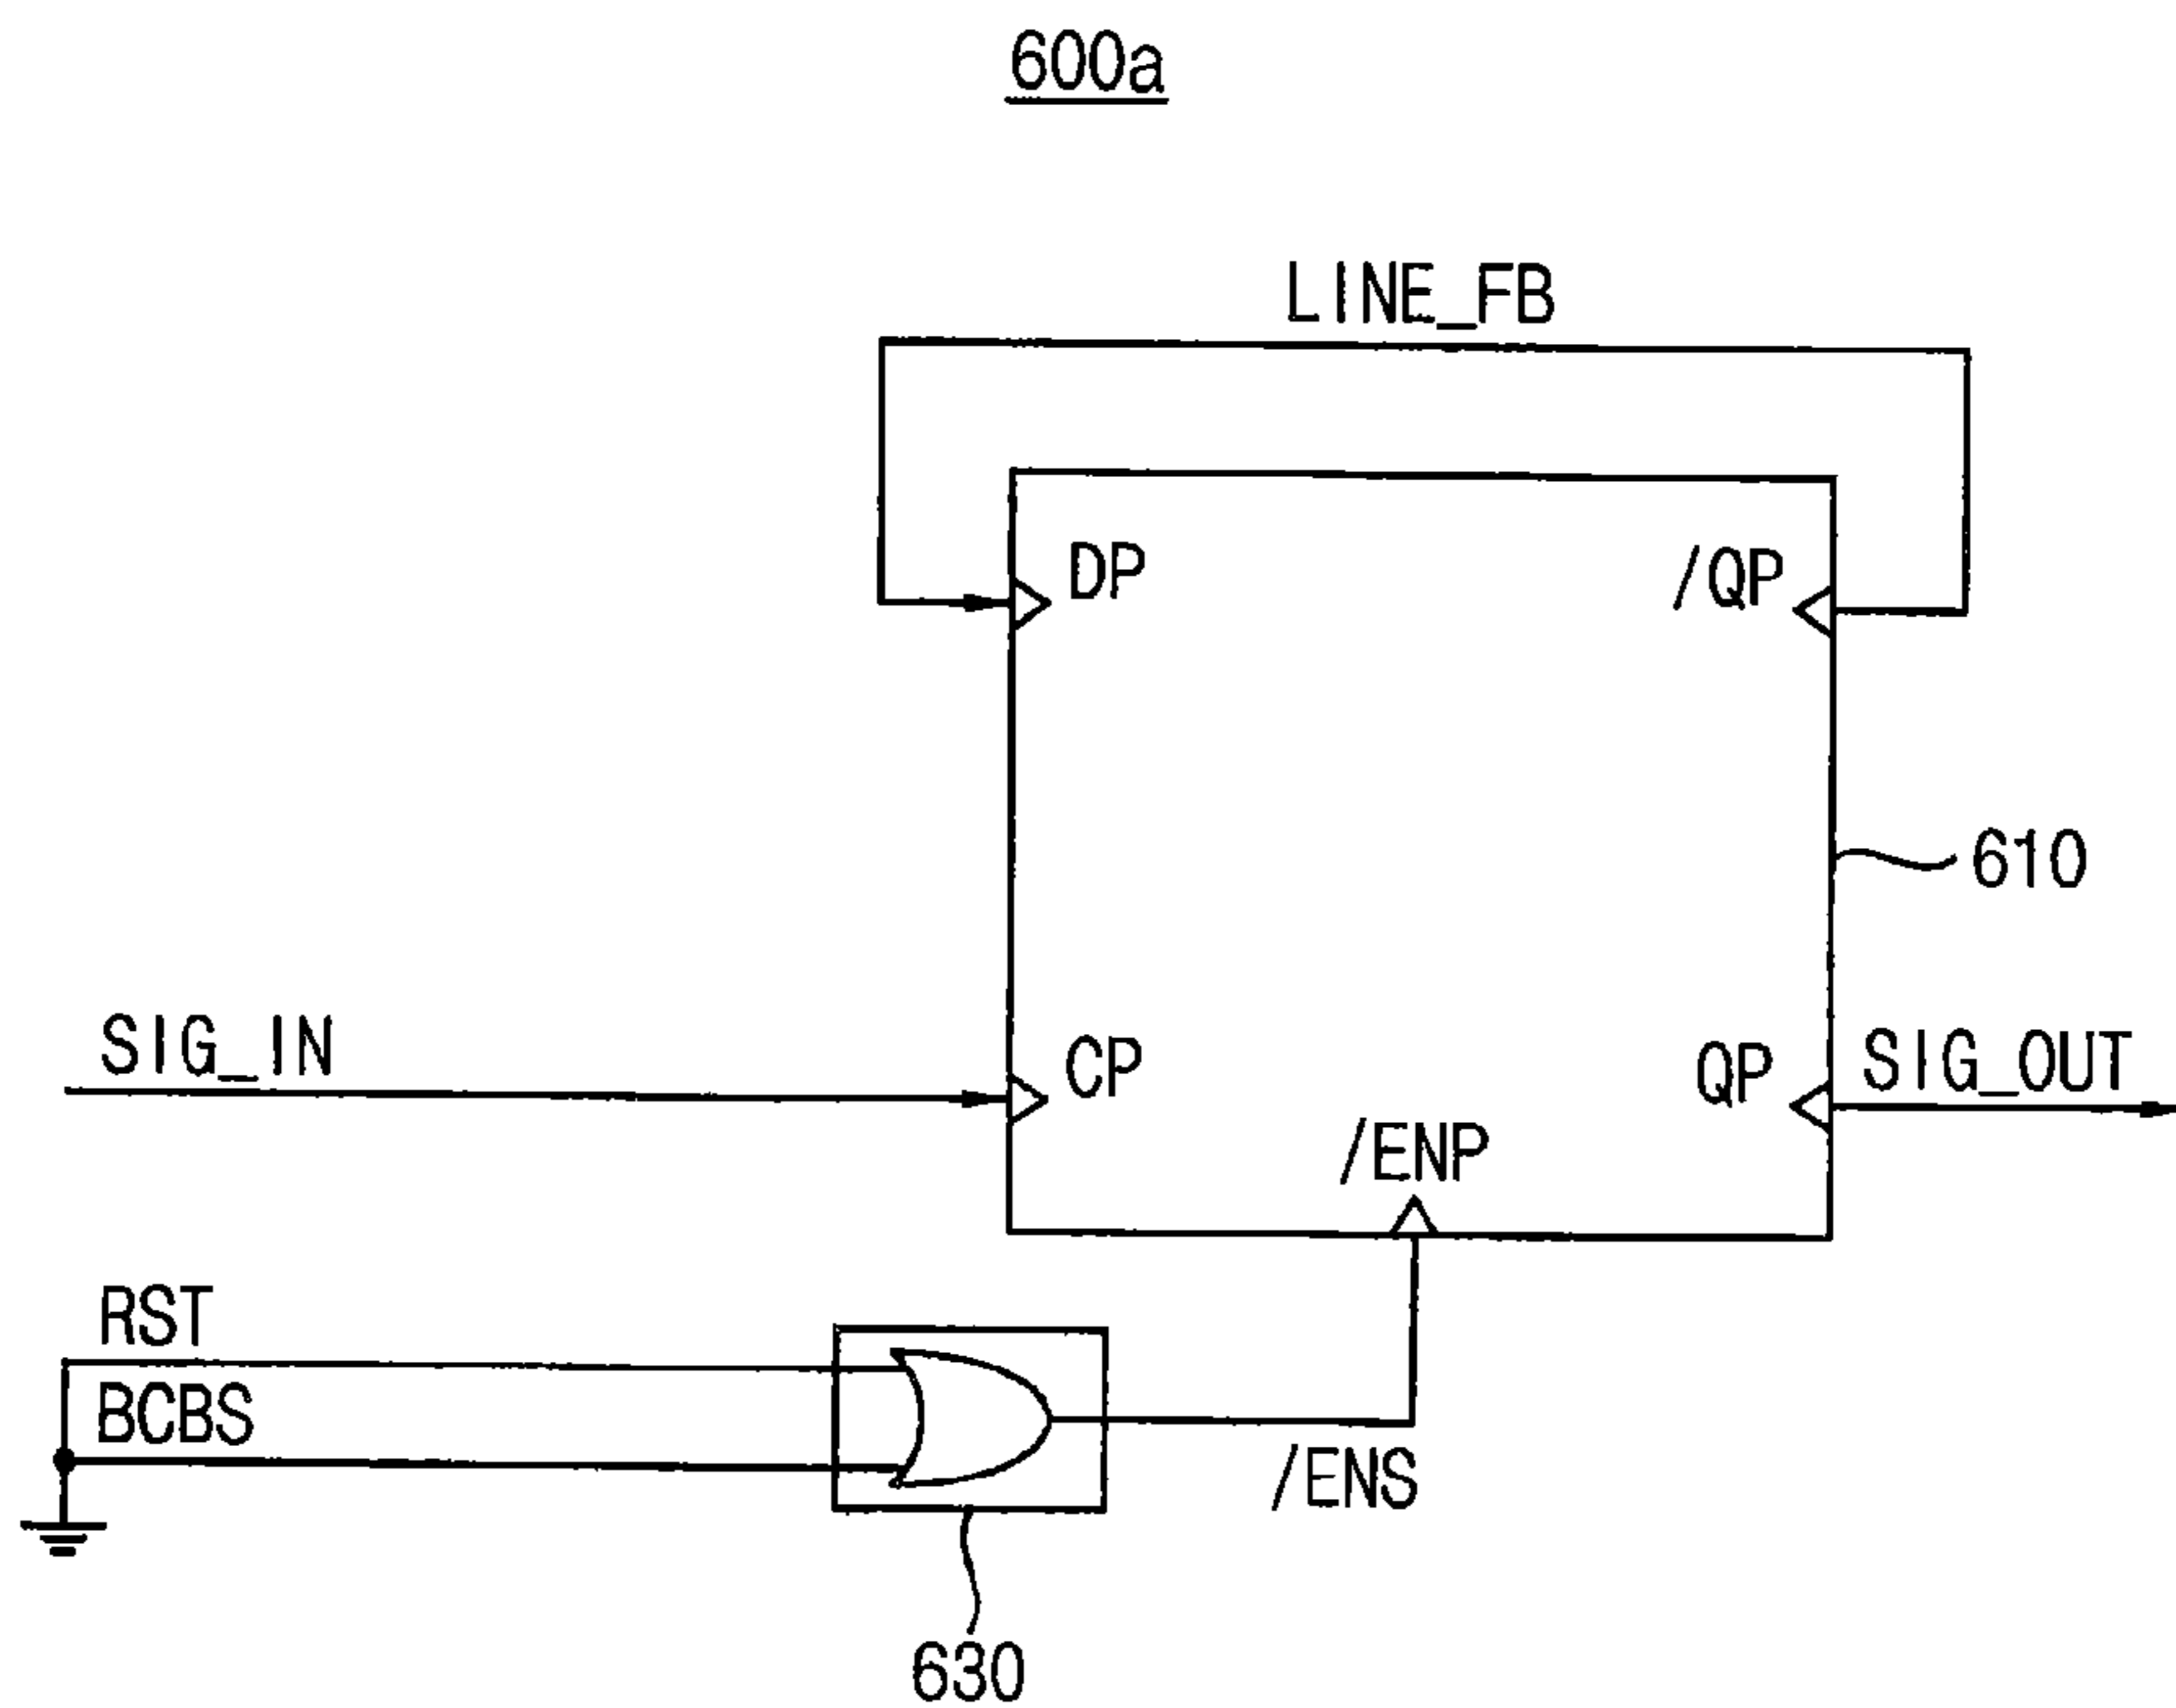 600a
LINE_FB
DP
/QP
610
SIG_IN
CP
QP
SIG_OUT
/ENP
RST
BCBS
/ENS
630